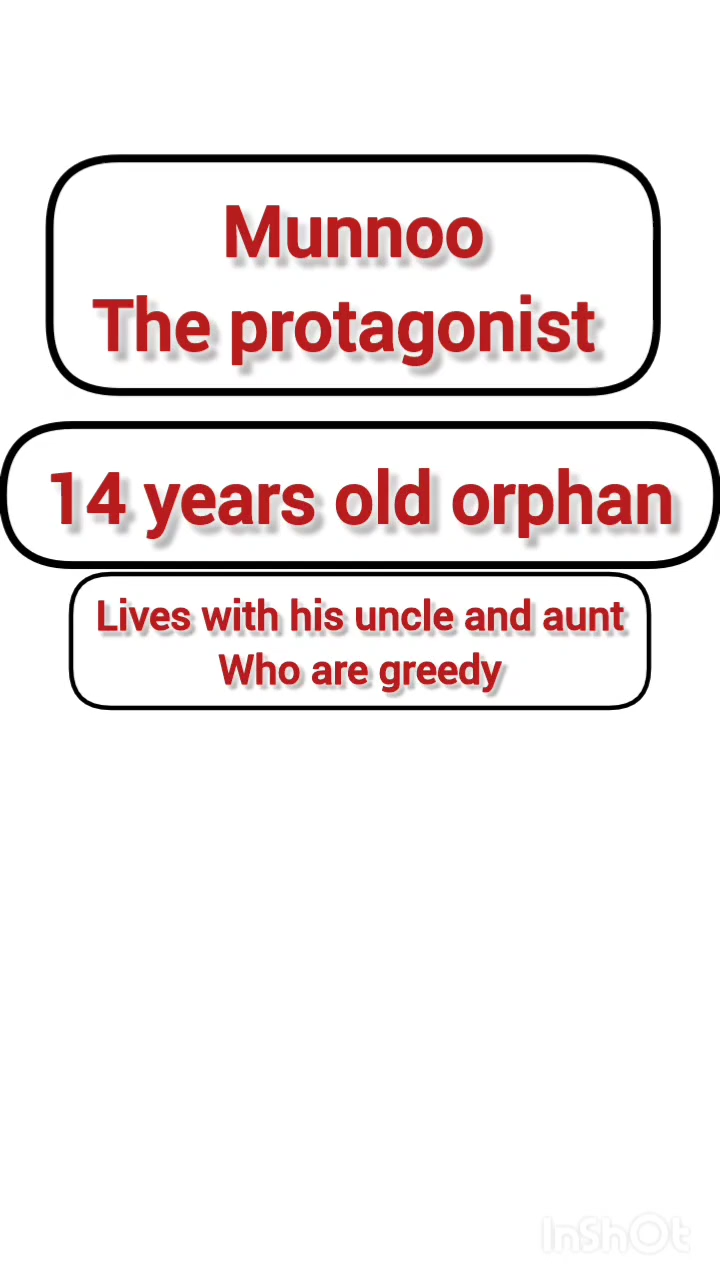 Munnoo
The protagonist
14 years old orphan
Lives with his uncle and aunt
Who are greedy
InShOt